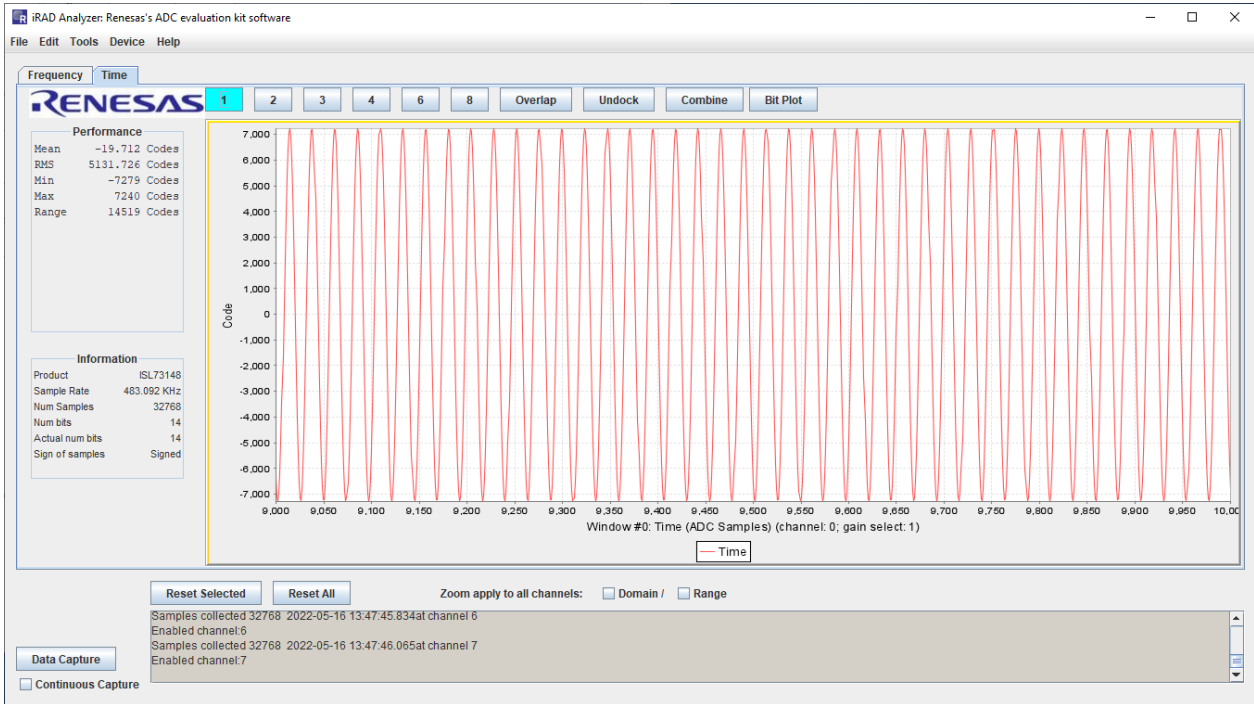 iRAD Analyzer: Renesas's ADC evaluation kit software
File Edit Tools Device Help
Frequency Time
RENESAS 1 2 3 4 6 8 Overlap Undock Combine Bit Plot
Performance
Mean -19.712 Codes
RMS 5131.726 Codes
Min -7279 Codes
Max 7240 Codes
Range 14519 Codes
Information
Product ISL73148
Sample Rate 483.092 KHz
Num Samples 32768
Num bits 14
Actual num bits 14
Sign of samples Signed
Code
7,000
6,000
5,000
4,000
3,000
2,000
1,000
0
-1,000
-2,000
-3,000
-4,000
-5,000
-6,000
-7,000
9,000 9,050 9,100 9,150 9,200 9,250 9,300 9,350 9,400 9,450 9,500 9,550 9,600 9,650 9,700 9,750 9,800 9,850 9,900 9,950 10,00
Window #0: Time (ADC Samples) (channel: 0; gain select: 1)
Time
Reset Selected Reset All Zoom apply to all channels: Domain / Range
Samples collected 32768 2022-05-16 13:47:45.834at channel 6
Enabled channel:6
Samples collected 32768 2022-05-16 13:47:46.065at channel 7
Enabled channel:7
Data Capture
Continuous Capture